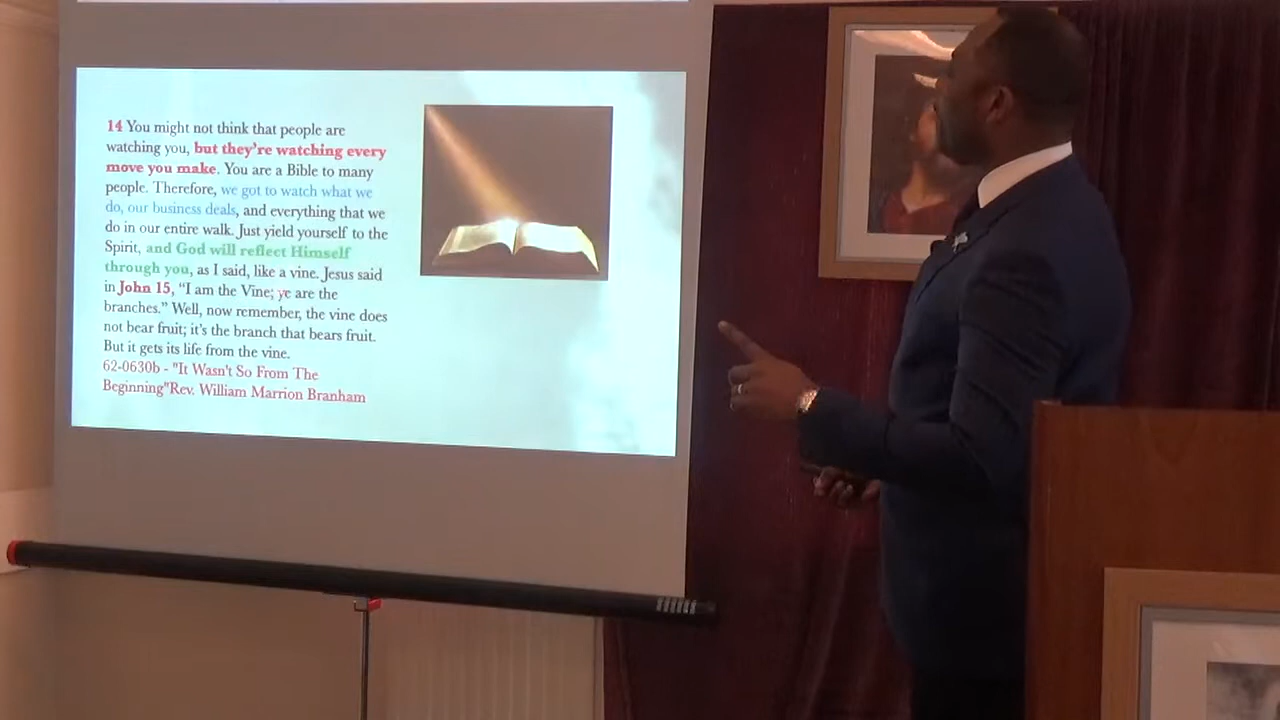 14 You might not think that people are
watching you, but they're watching every
move you make. You are a Bible to many
people. Therefore, we got to watch what we
do, our business deals, and everything that we
do in our entire walk. Just yield yourself to the
Spirit, and God will reflect Himself
through you, as I said, like a vine. Jesus said
in John 15, “I am the Vine; ye are the
branches.” Well, now remember, the vine does
not bear fruit; it's the branch that bears fruit.
But it gets its life from the vine.
62-0630b - "It Wasn't So From The
Beginning"Rev. William Marrion Branham